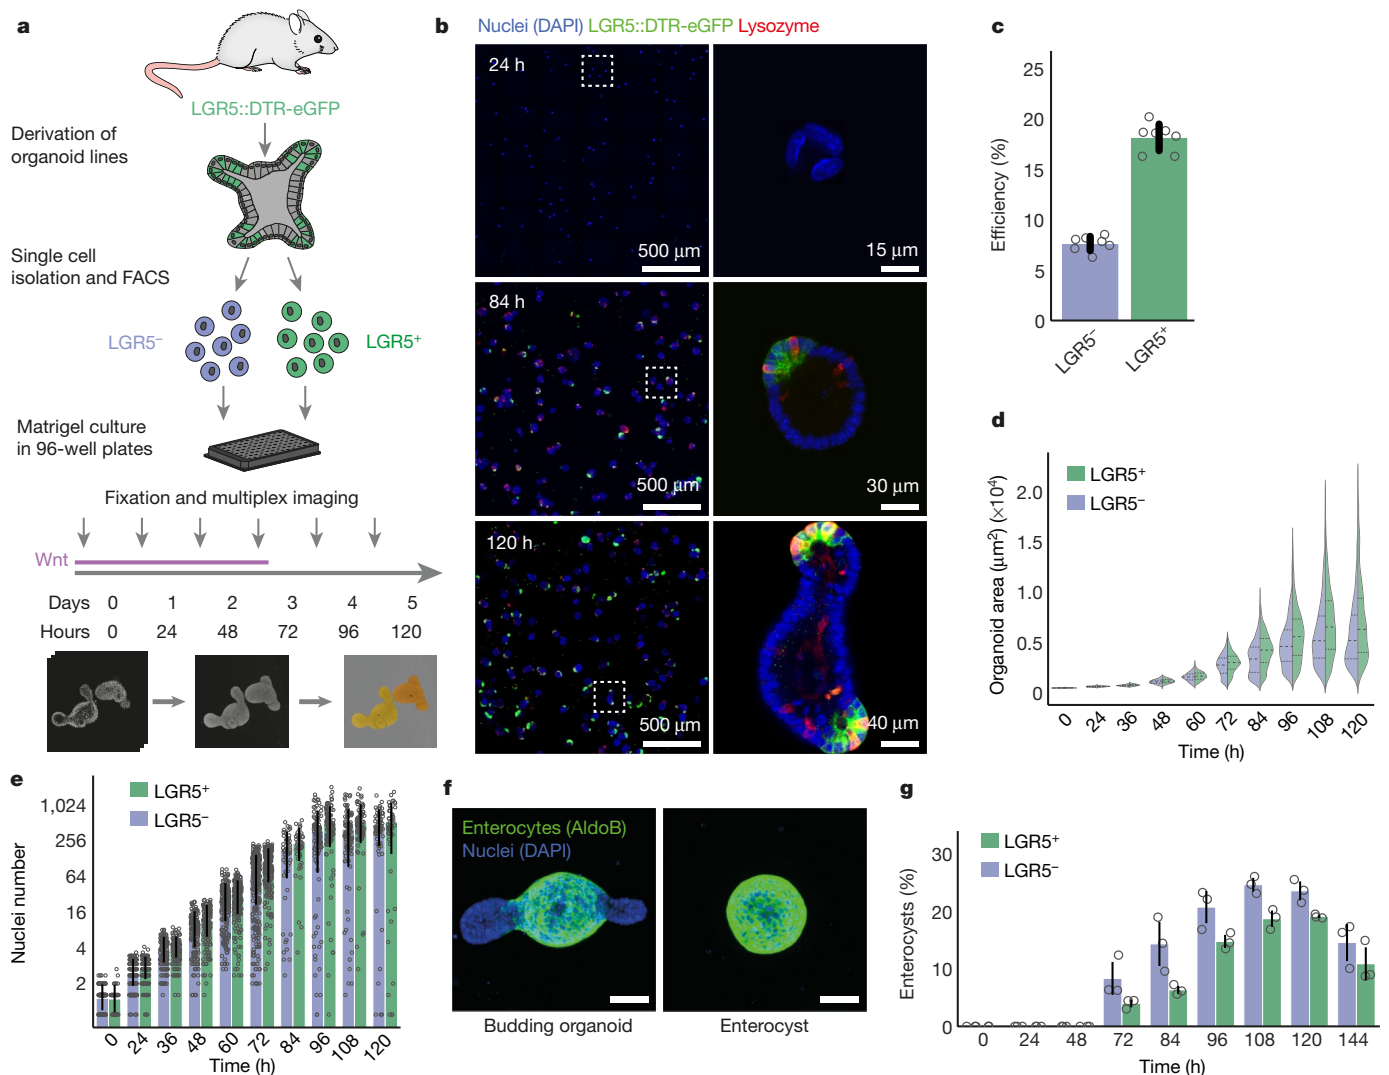 a
LGR5::DTR-eGFP
Derivation of
organoid lines
Single cell
isolation and FACS
LGR5–
LGR5+
Matrigel culture
in 96-well plates
Fixation and multiplex imaging
Wnt
Days 0 1 2 3 4 5
Hours 0 24 48 72 96 120
b
Nuclei (DAPI) LGR5::DTR-eGFP Lysozyme
24 h
500 μm
15 μm
84 h
500 μm
30 μm
120 h
500 μm
40 μm
c
Efficiency (%)
25
20
15
10
5
0
LGR5–
LGR5+
d
LGR5+
LGR5–
Organoid area (μm2) (×104)
2.0
1.5
1.0
0.5
0
0 24 36 48 60 72 84 96 108 120
Time (h)
e
LGR5+
LGR5–
Nuclei number
1,024
256
64
16
4
2
0 24 36 48 60 72 84 96 108 120
Time (h)
f
Enterocytes (AldoB)
Nuclei (DAPI)
Budding organoid
Enterocyst
g
LGR5+
LGR5–
Enterocysts (%)
30
20
10
0
0 24 48 72 84 96 108 120 144
Time (h)